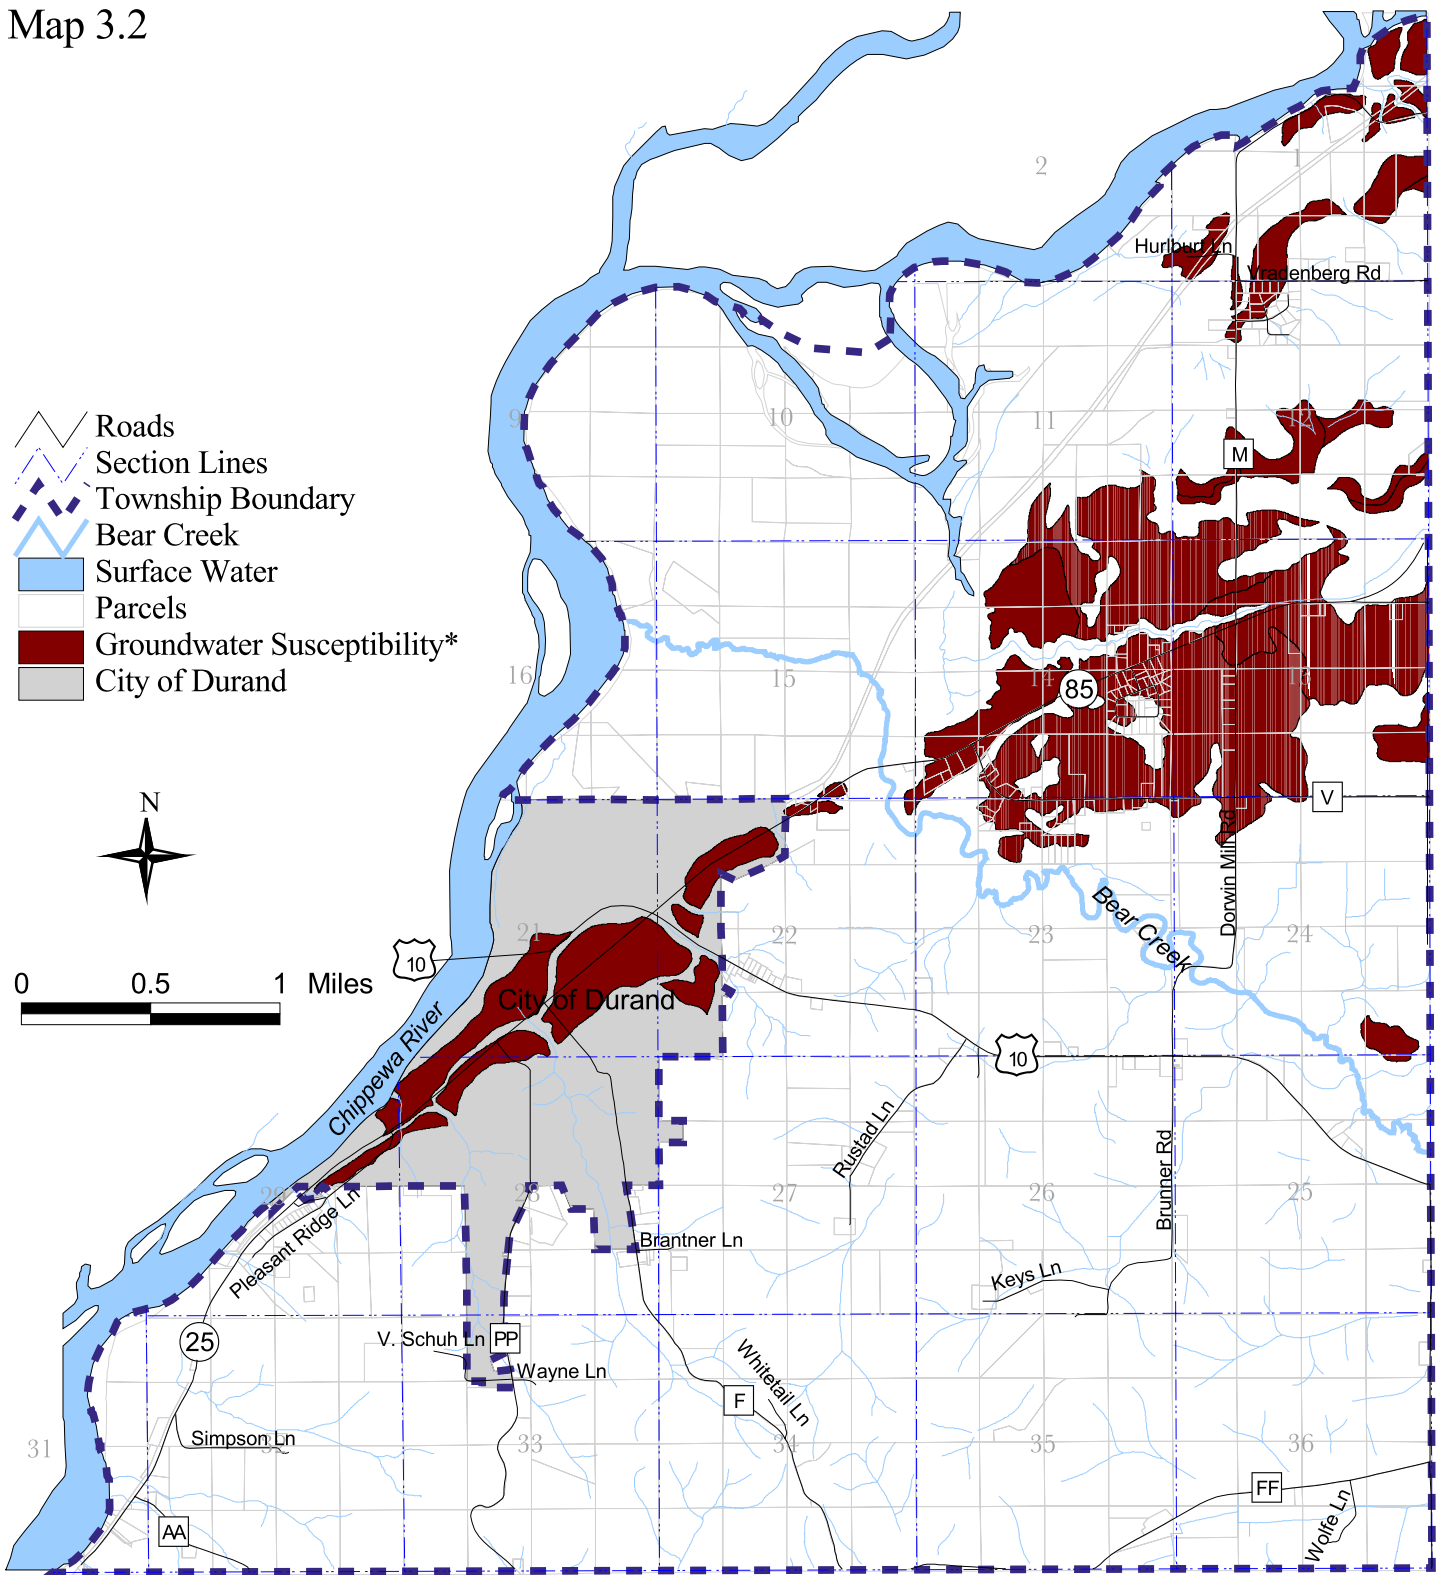 Map 3.2
2
1
Hurlburt Ln
Vradenberg Rd
9
10
11
12
M
Roads
Section Lines
Township Boundary
Bear Creek
Surface Water
Parcels
Groundwater Susceptibility*
City of Durand
16
15
14
13
85
V
N
Dorwin Mill Rd
21
22
23
24
Bear Creek
10
0 0.5 1 Miles
City of Durand
Chippewa River
10
Rustad Ln
Brunner Rd
29
28
27
26
25
Pleasant Ridge Ln
Brantner Ln
Keys Ln
25
V. Schuh Ln
PP
Wayne Ln
Whitetail Ln
F
31
Simpson Ln
32
33
34
35
36
FF
Wolfe Ln
AA